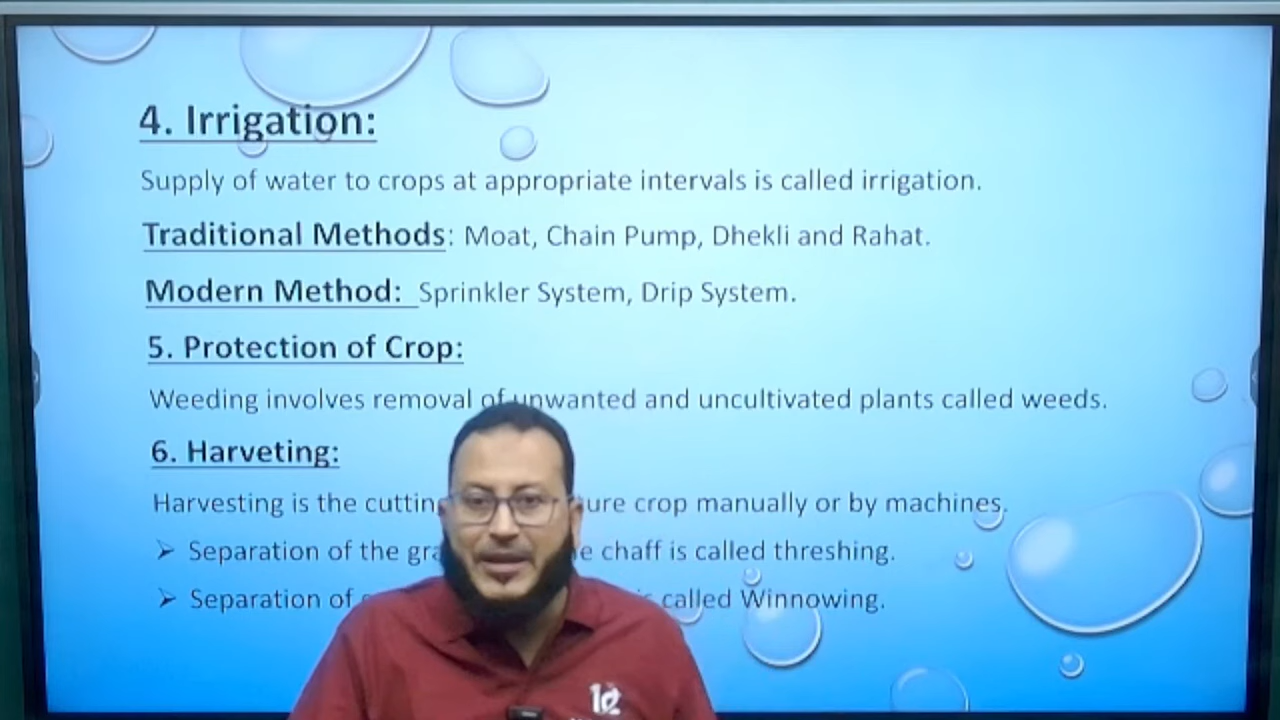 4. Irrigation:
Supply of water to crops at appropriate intervals is called irrigation.
Traditional Methods: Moat, Chain Pump, Dhekli and Rahat.
Modern Method: Sprinkler System, Drip System.
5. Protection of Crop:
Weeding involves removal of unwanted and uncultivated plants called weeds.
6. Harveting:
Harvesting is the crop manually or by machines.
➢ Separation of the chaff is called threshing.
➢ Separation of called Winnowing.